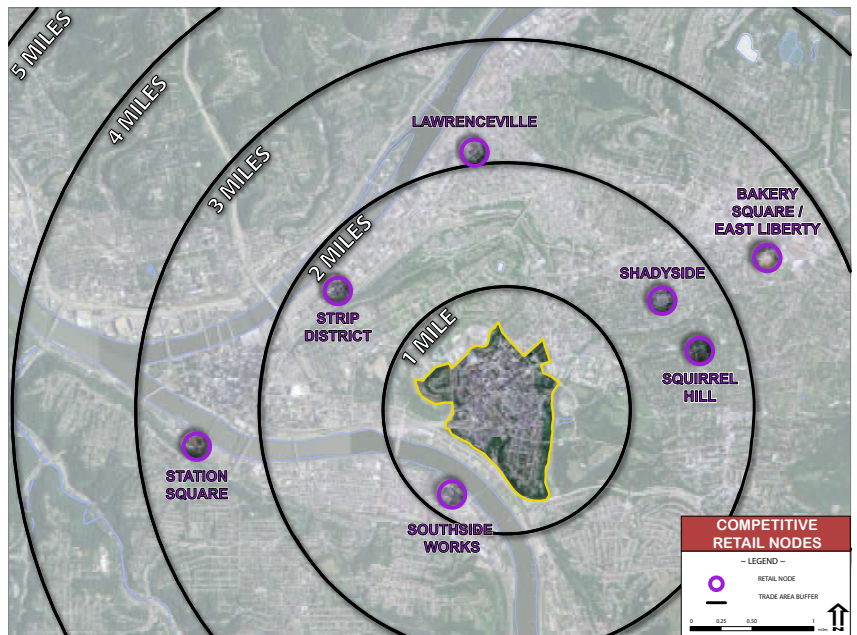 5 MILES
4 MILES
3 MILES
2 MILES
1 MILE
LAWRENCEVILLE
BAKERY
SQUARE /
EAST LIBERTY
SHADYSIDE
STRIP
DISTRICT
SQUIRREL
HILL
STATION
SQUARE
SOUTHSIDE
WORKS
COMPETITIVE
RETAIL NODES
~ LEGEND ~
RETAIL NODE
TRADE AREA BUFFER
0 0.25 0.50 1
miles
N